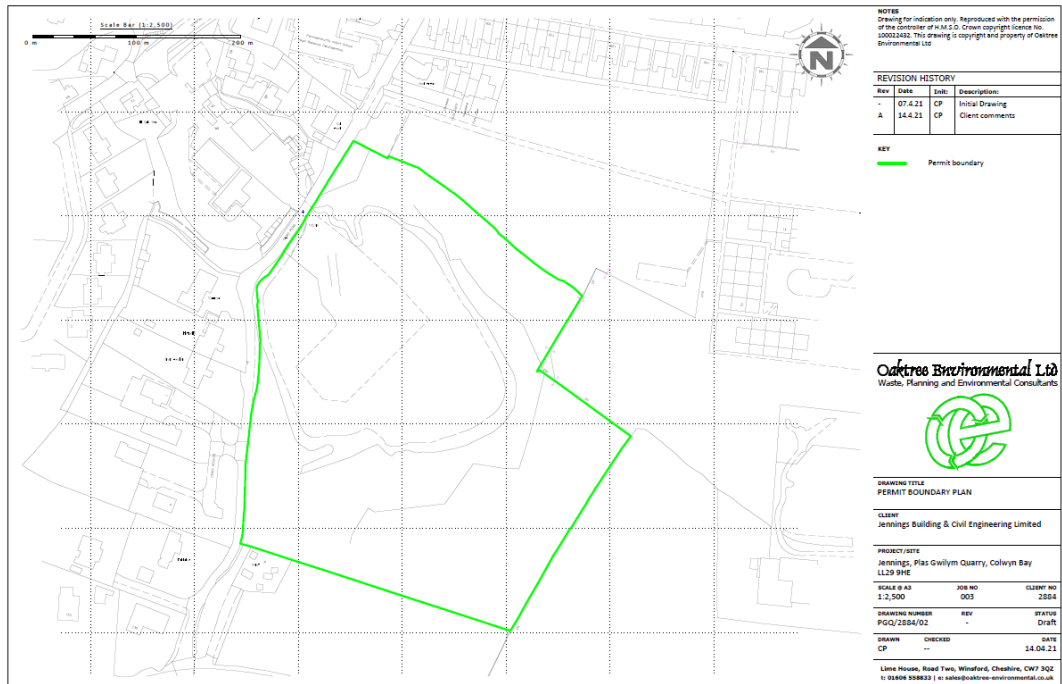 Scale Bar (1:2,500)
0 m 100 m 200 m
N
NOTES
Drawing for indication only. Reproduced with the permission
of the controller of H.M.S.O. Crown copyright licence No.
100022432. This drawing is copyright and property of Oaktree
Environmental Ltd
REVISION HISTORY
Rev Date Init: Description:
- 07.4.21 CP Initial Drawing
A 14.4.21 CP Client comments
KEY
Permit boundary
Oaktree Environmental Ltd
Waste, Planning and Environmental Consultants
DRAWING TITLE
PERMIT BOUNDARY PLAN
CLIENT
Jennings Building & Civil Engineering Limited
PROJECT/SITE
Jennings, Plas Gwilym Quarry, Colwyn Bay
LL29 9HE
SCALE @ A3 JOB NO CLIENT NO
1:2,500 003 2884
DRAWING NUMBER REV STATUS
PGQ/2884/02 - Draft
DRAWN CHECKED DATE
CP -- 14.04.21
Lime House, Road Two, Winsford, Cheshire, CW7 3QZ
t: 01606 558833 | e: sales@oaktree-environmental.co.uk